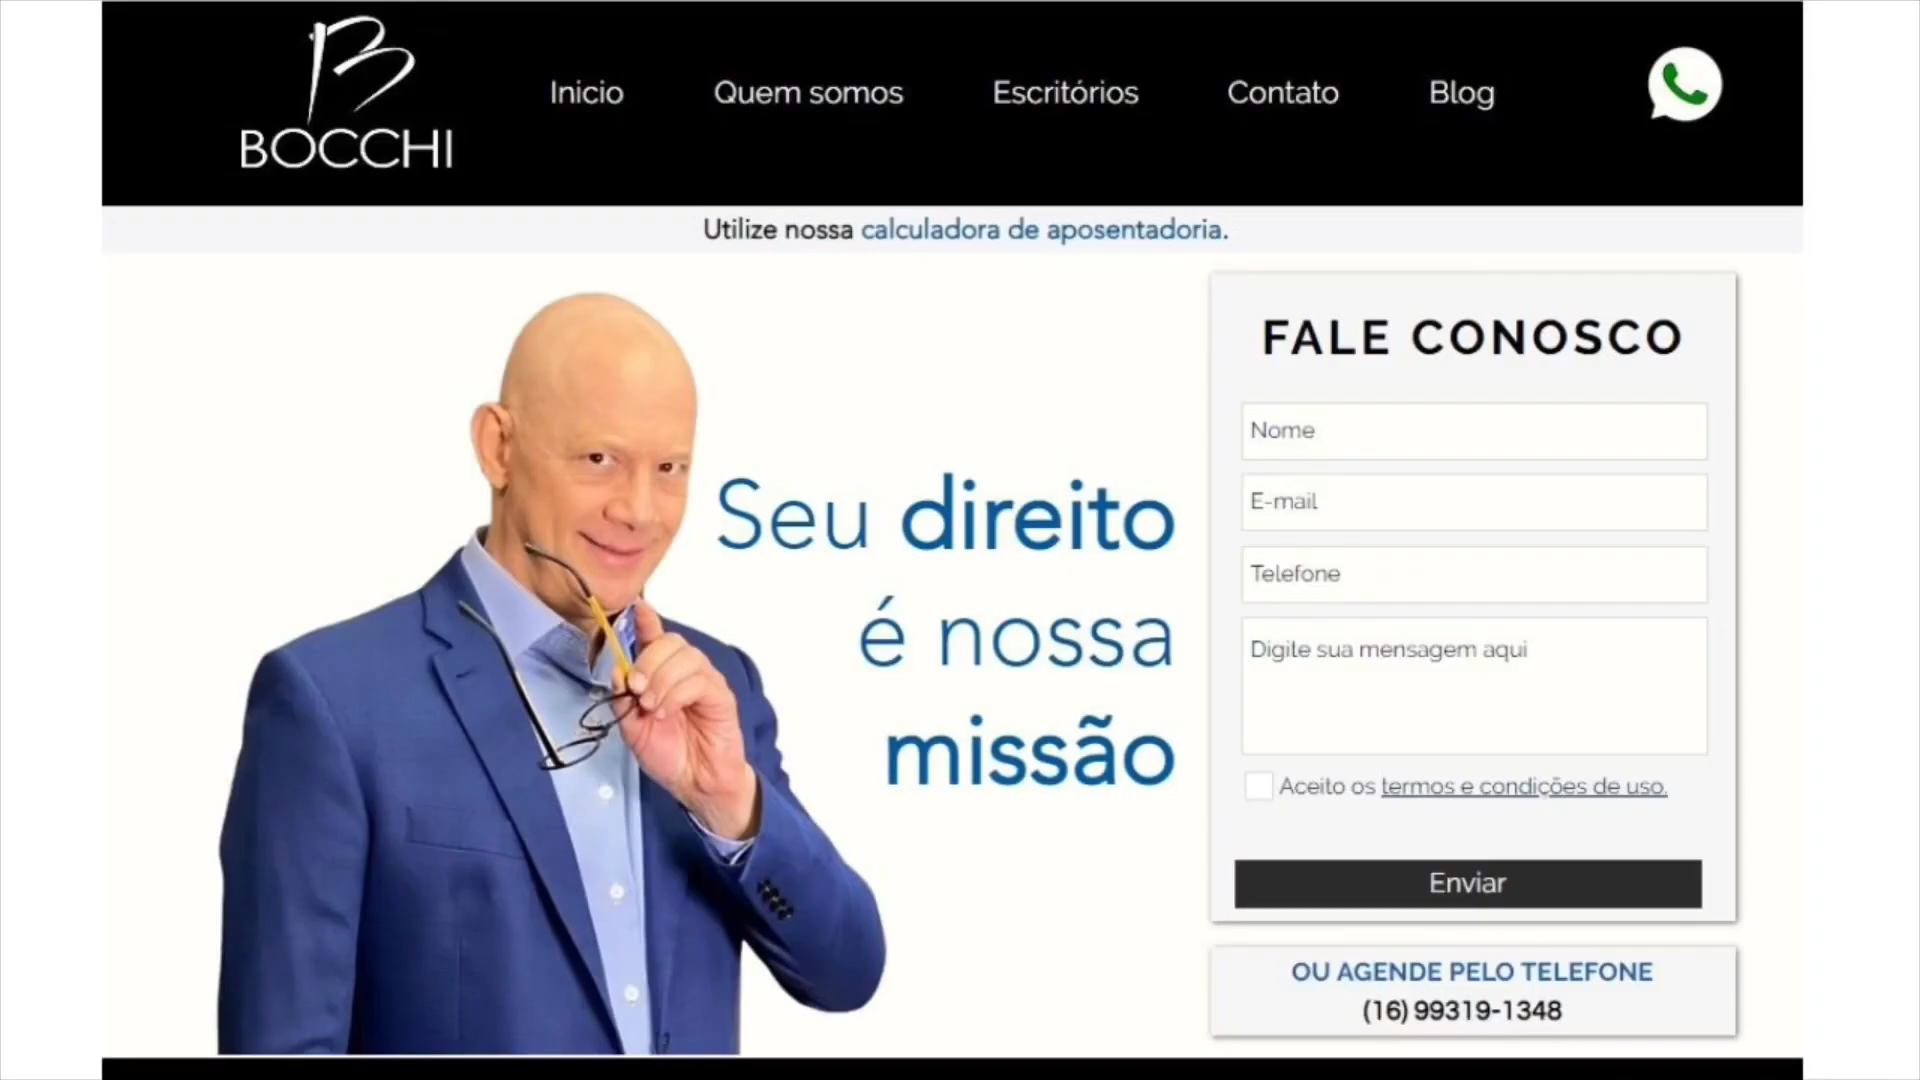 BOCCHI
Inicio
Quem somos
Escritórios
Contato
Blog
Utilize nossa calculadora de aposentadoria.
Seu direito
é nossa
missão
FALE CONOSCO
Nome
E-mail
Telefone
Digite sua mensagem aqui
Aceito os termos e condições de uso.
Enviar
OU AGENDE PELO TELEFONE
(16) 99319-1348